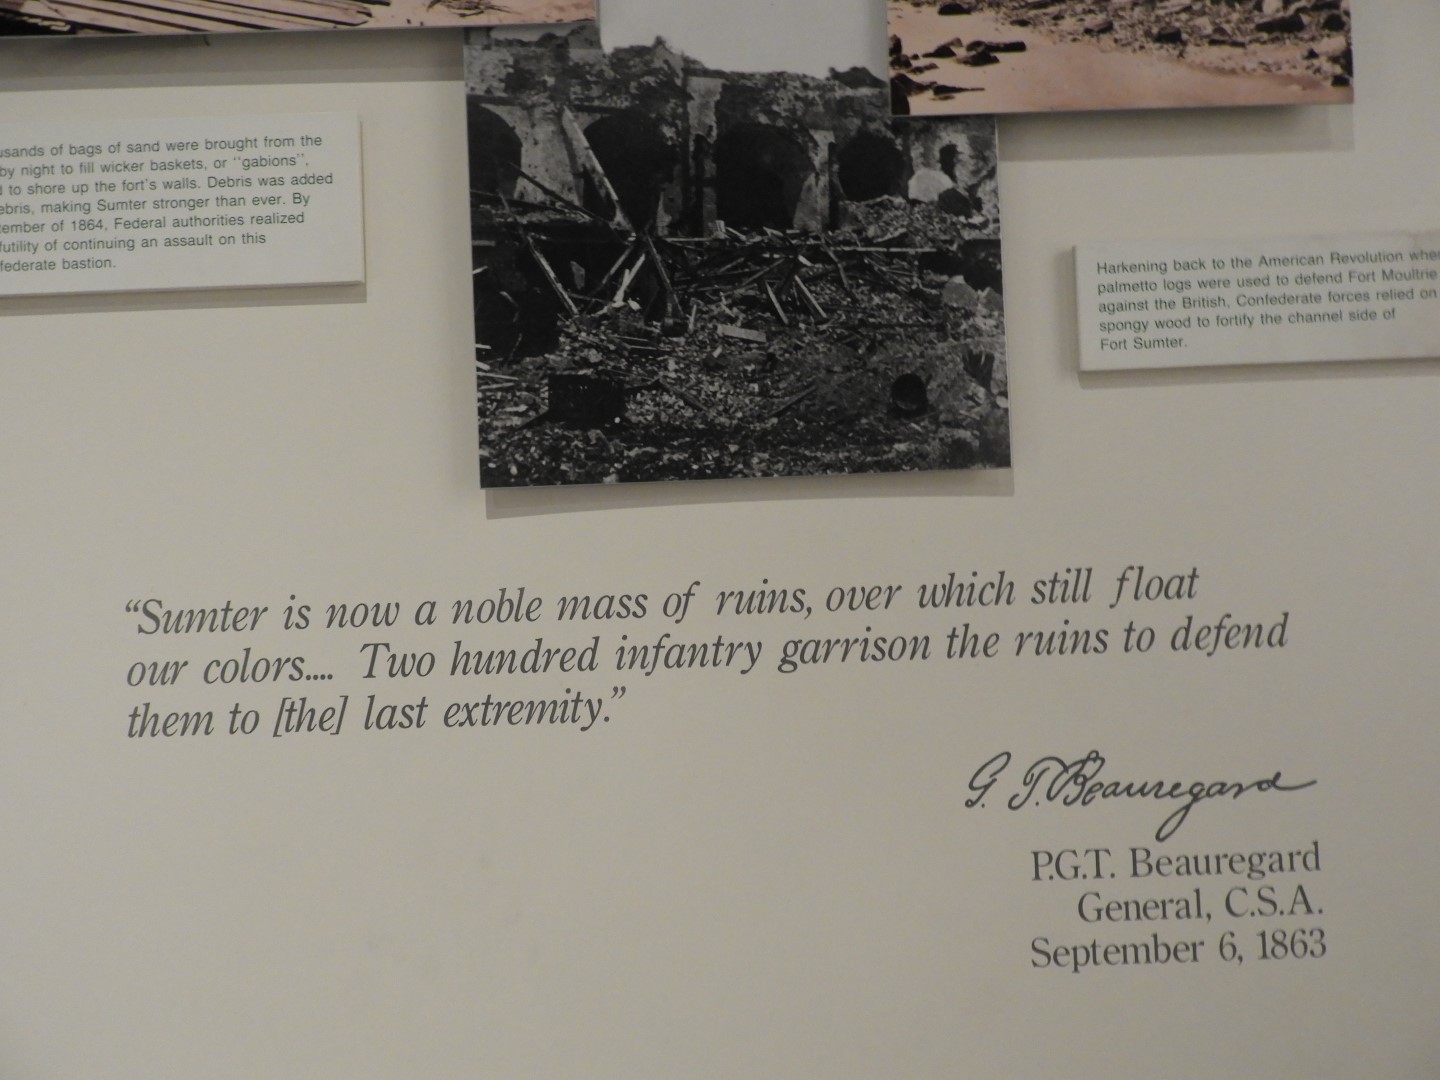 of bags of sand were brought from the
by night to fill wicker baskets, or "gabions",
to shore up the fort's walls. Debris was added
making Sumter stronger than ever. By
of 1864, Federal authorities realized
futility of continuing an assault on this
bastion.
Harkening back to the American Revolution when
palmetto logs were used to defend Fort Moultrie
against the British, Confederate forces relied on
spongy wood to fortify the channel side of
Fort Sumter.
"Sumter is now a noble mass of ruins, over which still float
our colors.... Two hundred infantry garrison the ruins to defend
them to [the] last extremity."
G. T. Beauregard
P.G.T. Beauregard
General, C.S.A.
September 6, 1863